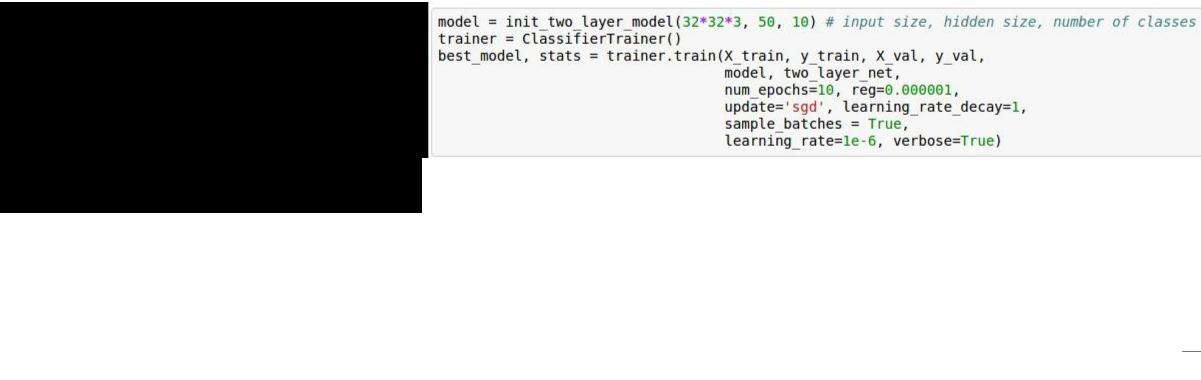 model = init_two_layer_model(32*32*3, 50, 10) # input size, hidden size, number of classes
trainer = ClassifierTrainer()
best_model, stats = trainer.train(X_train, y_train, X_val, y_val,
model, two_layer_net,
num_epochs=10, reg=0.000001,
update='sgd', learning_rate_decay=1,
sample_batches = True,
learning_rate=1e-6, verbose=True)